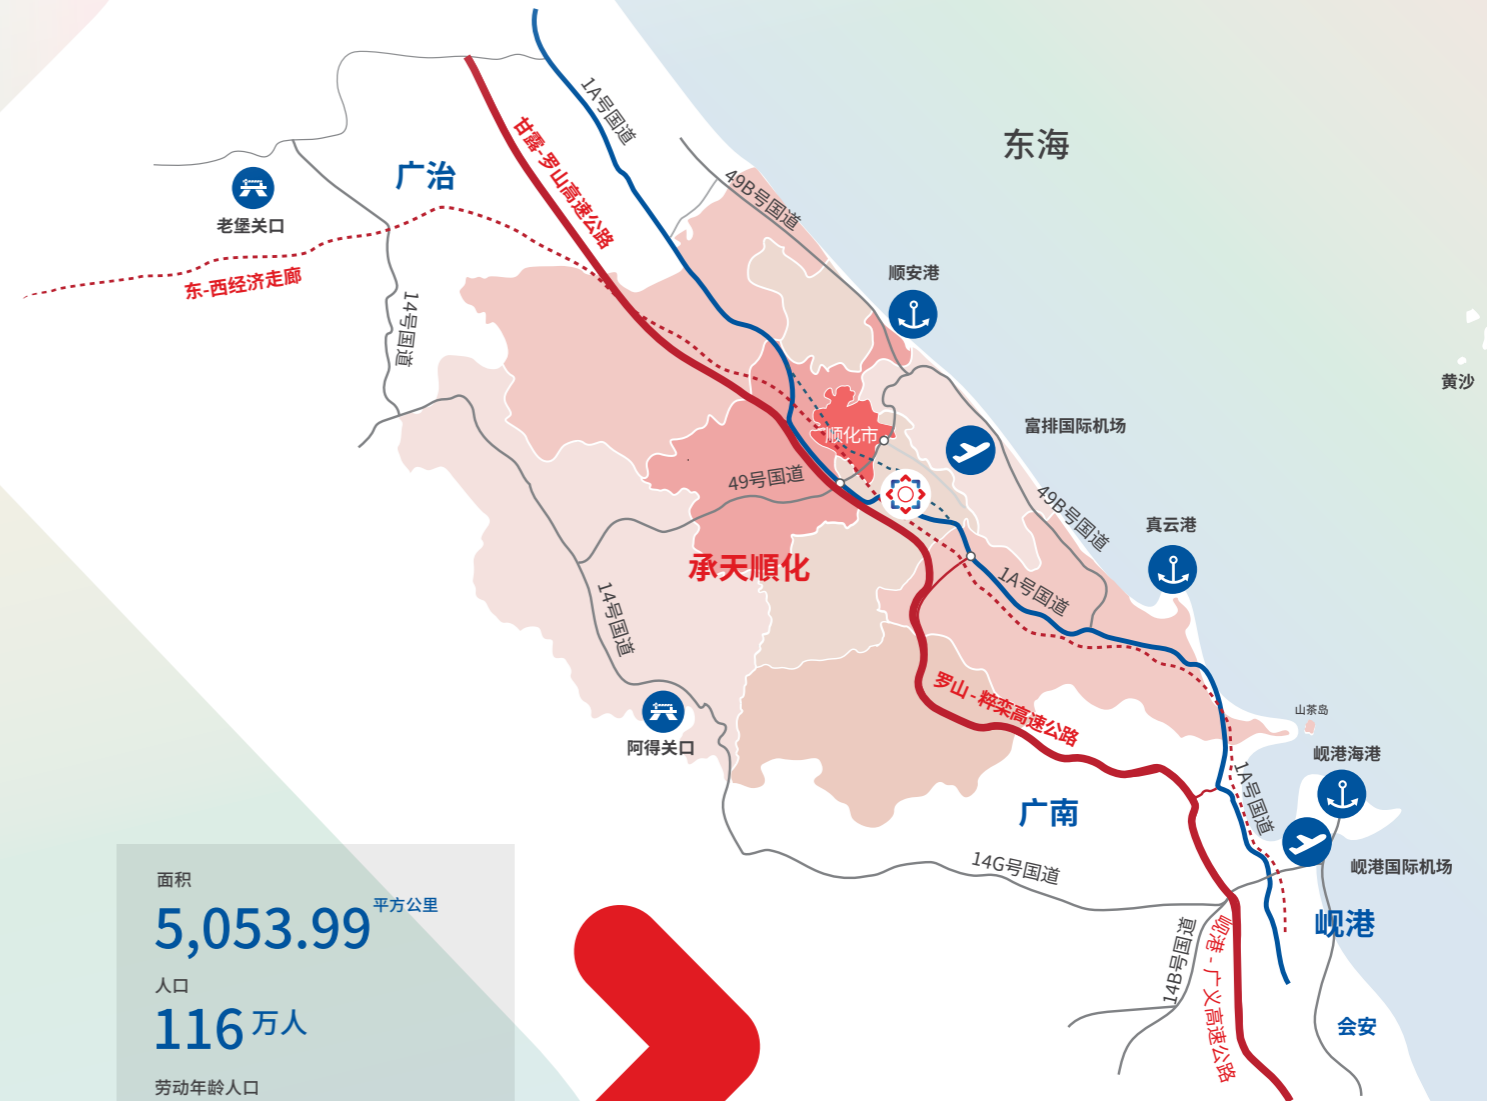 1A号国道
甘露-罗山高速公路
东海
广治
49B号国道
老堡关口
东-西经济走廊
顺安港
14号国道
黄沙
富排国际机场
顺化市
49号国道
49B号国道
真云港
承天順化
1A号国道
14号国道
罗山 - 粹栾高速公路
山茶岛
阿得关口
岘港海港
1A号国道
广南
14G号国道
岘港国际机场
面积
5,053.99 平方公里
岘港
14B号国道
岘港 - 广义高速公路
人口
116 万人
会安
劳动年龄人口